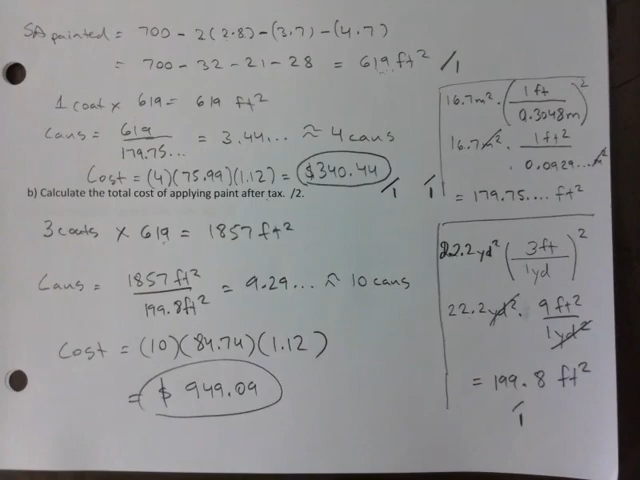 SA painted = 700 - 2(2·8) - (3·7) - (4·7)
= 700 - 32 - 21 - 28 = 619 ft² /1
1 coat × 619 = 619 ft²
Cans = 619/179.75... = 3.44... ≈ 4 cans
Cost = (4)(75.99)(1.12) = $340.44 /1
b) Calculate the total cost of applying paint after tax. /2.
3 coats × 619 = 1857 ft²
Cans = 1857 ft²/199.8 ft² = 9.29... ≈ 10 cans
Cost = (10)(84.74)(1.12)
= $949.09
16.7m² · (1ft/0.3048m)²
16.7m² · 1ft²/0.0929...m²
/1 = 179.75.... ft²
22.2yd² (3ft/1yd)²
22.2yd² · 9ft²/1yd²
= 199.8 ft²
/1